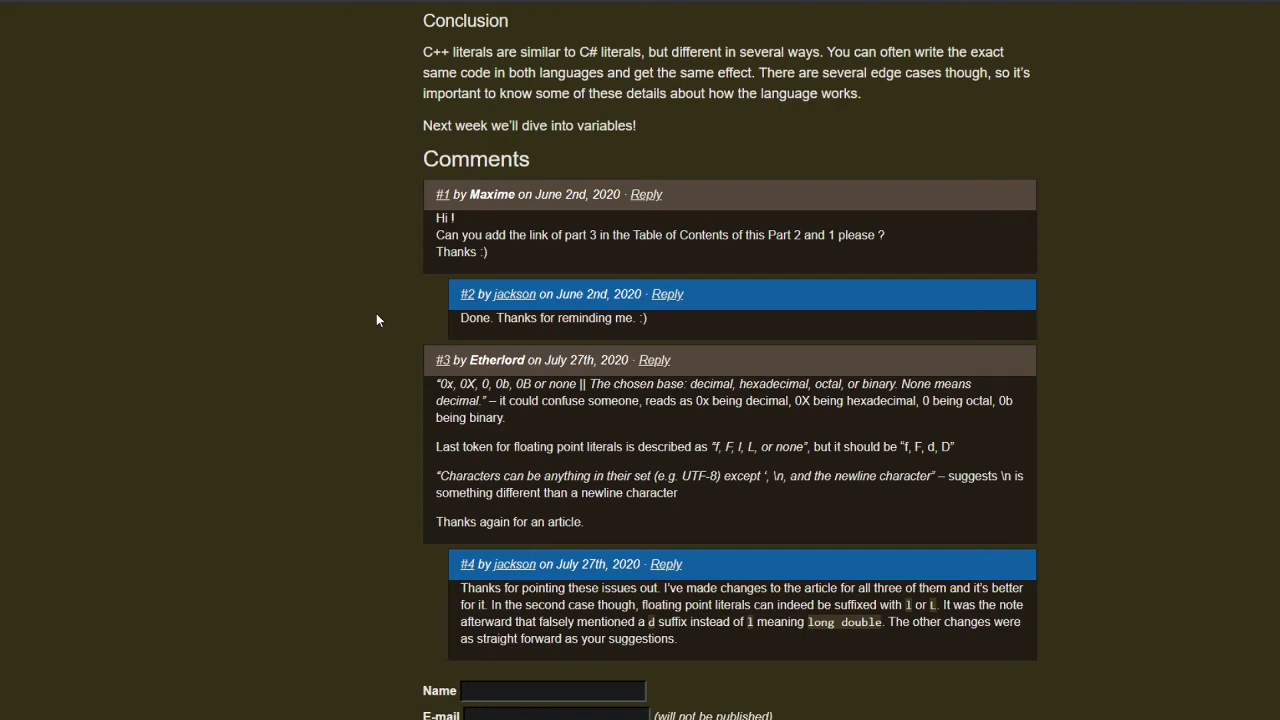 Conclusion
C++ literals are similar to C# literals, but different in several ways. You can often write the exact
same code in both languages and get the same effect. There are several edge cases though, so it's
important to know some of these details about how the language works.
Next week we'll dive into variables!
Comments
#1 by Maxime on June 2nd, 2020 · Reply
Hi !
Can you add the link of part 3 in the Table of Contents of this Part 2 and 1 please ?
Thanks :)
#2 by jackson on June 2nd, 2020 · Reply
Done. Thanks for reminding me. :)
#3 by Etherlord on July 27th, 2020 · Reply
“0x, 0X, 0, 0b, 0B or none || The chosen base: decimal, hexadecimal, octal, or binary. None means
decimal.” – it could confuse someone, reads as 0x being decimal, 0X being hexadecimal, 0 being octal, 0b
being binary.
Last token for floating point literals is described as “f, F, l, L, or none”, but it should be “f, F, d, D”
“Characters can be anything in their set (e.g. UTF-8) except ‘, \n, and the newline character” – suggests \n is
something different than a newline character
Thanks again for an article.
#4 by jackson on July 27th, 2020 · Reply
Thanks for pointing these issues out. I've made changes to the article for all three of them and it's better
for it. In the second case though, floating point literals can indeed be suffixed with l or L. It was the note
afterward that falsely mentioned a d suffix instead of l meaning long double. The other changes were
as straight forward as your suggestions.
Name
E-mail (will not be published)